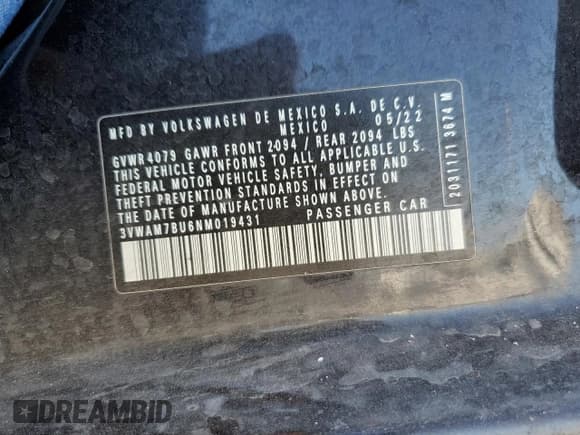 MFD BY VOLKSWAGEN DE MEXICO S.A. DE C.V.
MEXICO 05/22
GVWR 4079 GAWR FRONT 2094 / REAR 2094 LBS
THIS VEHICLE CONFORMS TO ALL APPLICABLE U.S.
FEDERAL MOTOR VEHICLE SAFETY, BUMPER, AND
THEFT PREVENTION STANDARDS IN EFFECT ON
THE DATE OF MANUFACTURE SHOWN ABOVE.
3VWAM7BU6NM019431 PASSENGER CAR
2031171 3674 M
DREAMBID